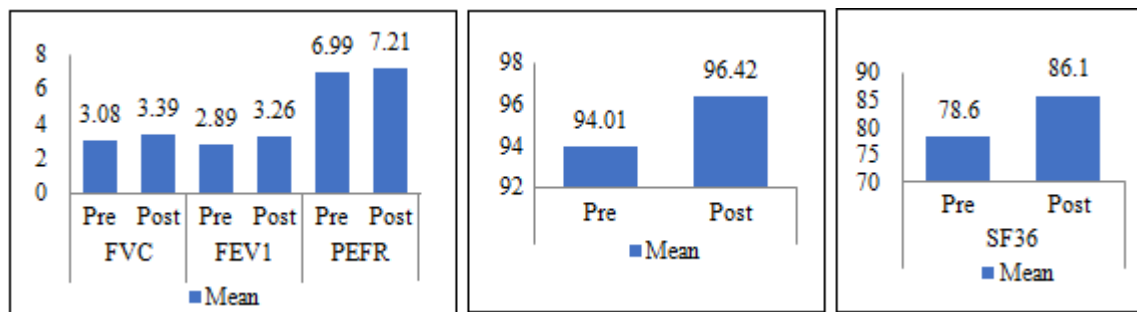 8
6
4
2
0
3.08 3.39 2.89 3.26 6.99 7.21
Pre Post Pre Post Pre Post
FVC FEV1 PEFR
Mean
98
96
94
92
94.01 96.42
Pre Post
Mean
90
85
80
75
70
78.6 86.1
Pre Post
SF36
Mean